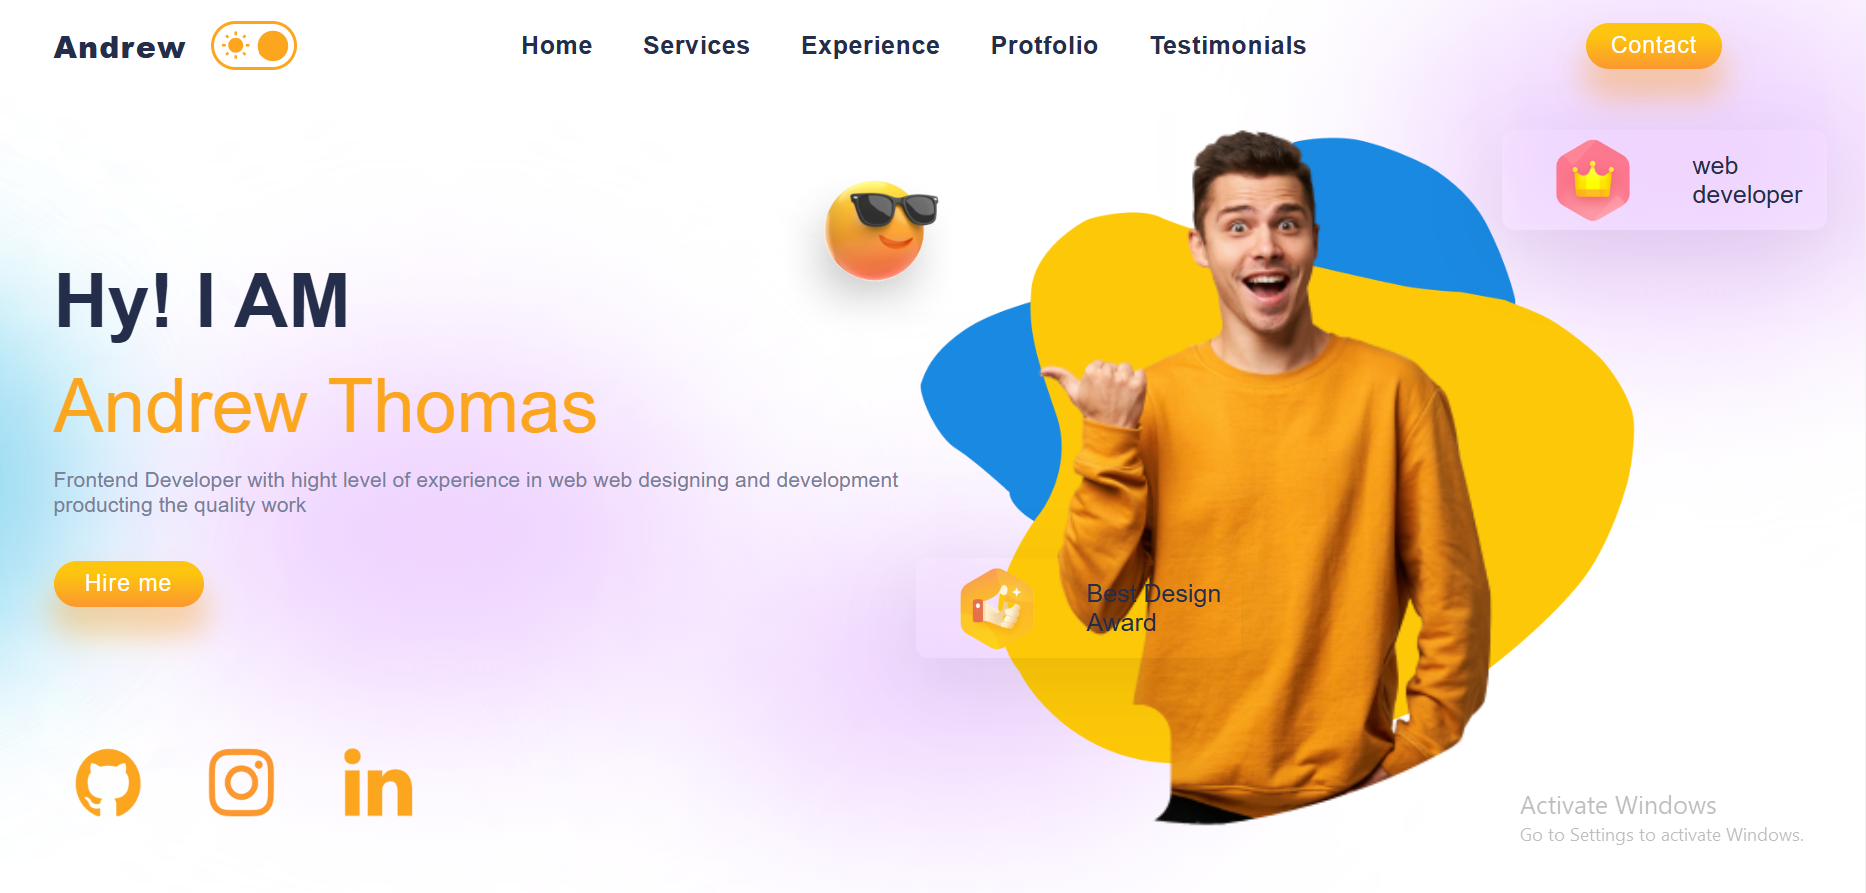 Andrew
Home Services Experience Protfolio Testimonials
Contact
web
developer
Hy! I AM
Andrew Thomas
Frontend Developer with hight level of experience in web web designing and development
producting the quality work
Hire me
Best Design
Award
in
Activate Windows
Go to Settings to activate Windows.